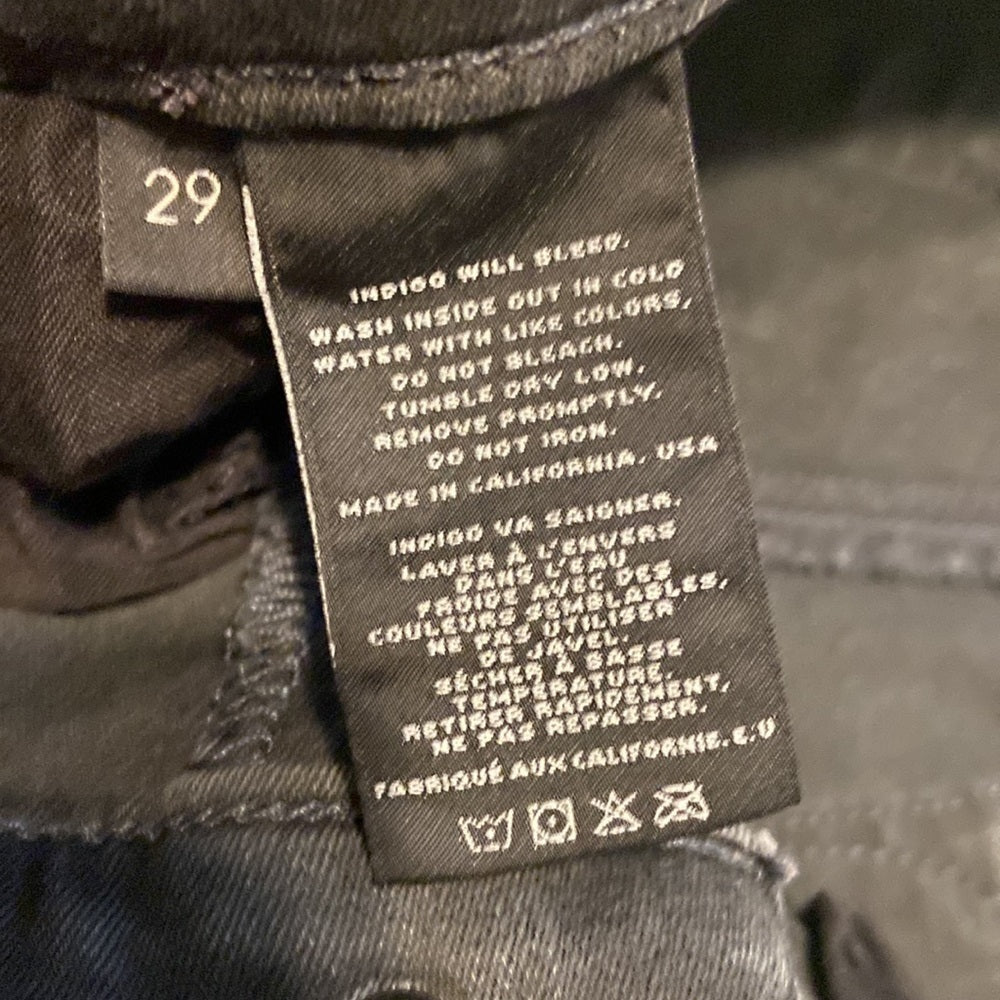 29
INDIGO WILL BLEED.
WASH INSIDE OUT IN COLD
WATER WITH LIKE COLORS,
DO NOT BLEACH.
TUMBLE DRY LOW,
REMOVE PROMPTLY.
DO NOT IRON.
MADE IN CALIFORNIA. USA
INDIGO VA SAIGNER.
LAVER À L'ENVERS
DANS L'EAU
FROIDE AVEC DES
COULEURS SEMBLABLES,
NE PAS UTILISER
DE JAVEL.
SÉCHER À BASSE
TEMPÉRATURE
RETIRER RAPIDEMENT,
NE PAS REPASSER.
FABRIQUÉ AUX CALIFORNIE. E.U